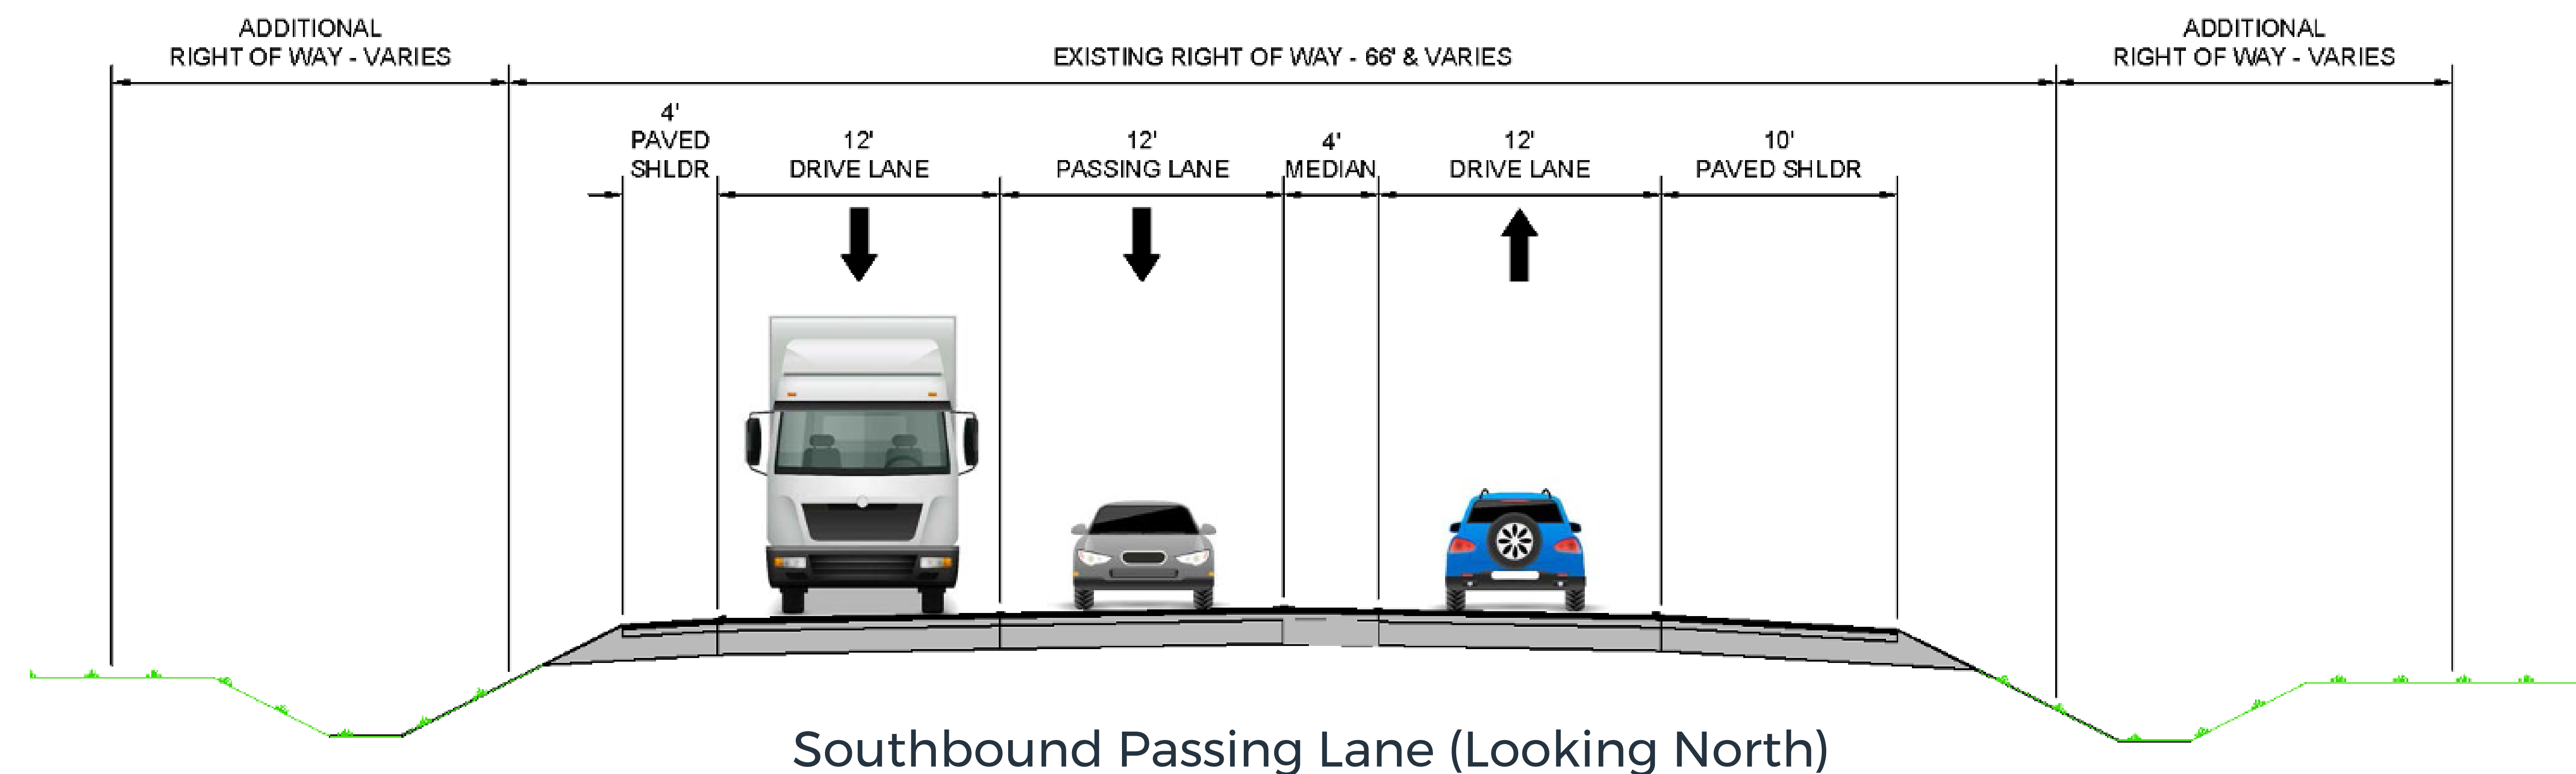 ADDITIONAL
RIGHT OF WAY - VARIES
EXISTING RIGHT OF WAY - 66' & VARIES
ADDITIONAL
RIGHT OF WAY - VARIES
4'
PAVED
SHLDR
12'
DRIVE LANE
12'
PASSING LANE
4'
MEDIAN
12'
DRIVE LANE
10'
PAVED SHLDR
Southbound Passing Lane (Looking North)